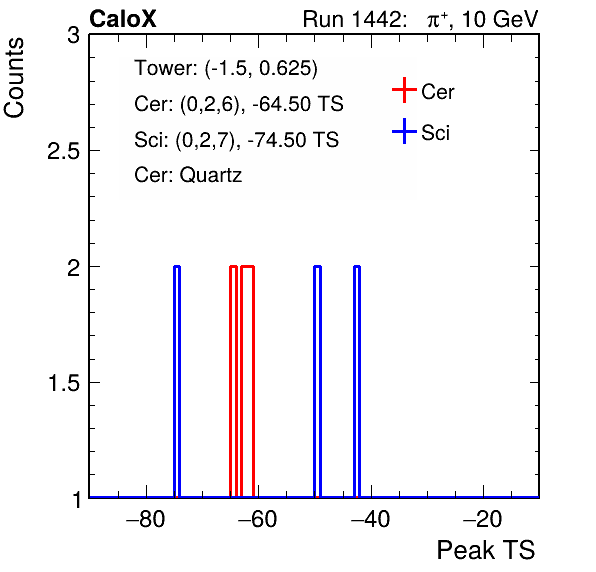 CaloX Run 1442: π⁺, 10 GeV
Counts
3
2.5
2
1.5
1
Tower: (-1.5, 0.625)
Cer: (0,2,6), -64.50 TS
Sci: (0,2,7), -74.50 TS
Cer: Quartz
Cer
Sci
−80 −60 −40 −20
Peak TS